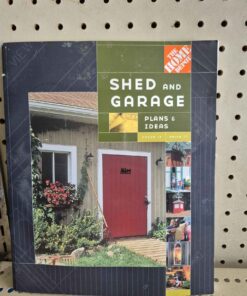 THE
HOME
DEPOT
SHED AND
GARAGE
PLANS &
IDEAS